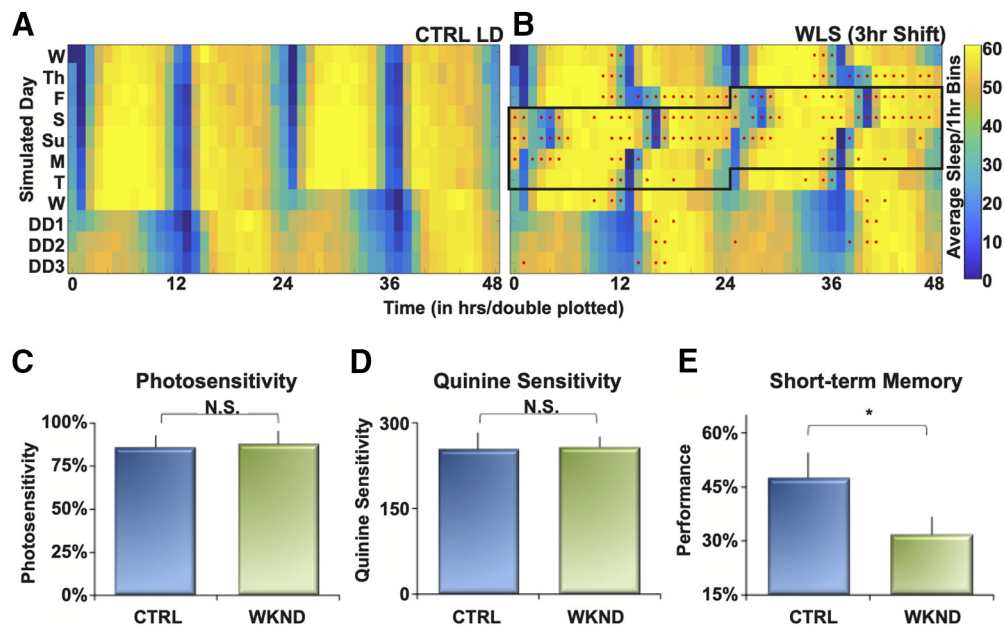 A
CTRL LD
B
WLS (3hr Shift)
Simulated Day
W
Th
F
S
Su
M
T
W
DD1
DD2
DD3
0 12 24 36 48
0 12 24 36 48
Time (in hrs/double plotted)
60
50
40
30
20
10
0
Average Sleep/1hr Bins
C
Photosensitivity
N.S.
Photosensitivity
100%
75%
50%
25%
0%
CTRL WKND
D
Quinine Sensitivity
N.S.
Quinine Sensitivity
300
150
0
CTRL WKND
E
Short-term Memory
*
Performance
60%
45%
30%
15%
CTRL WKND